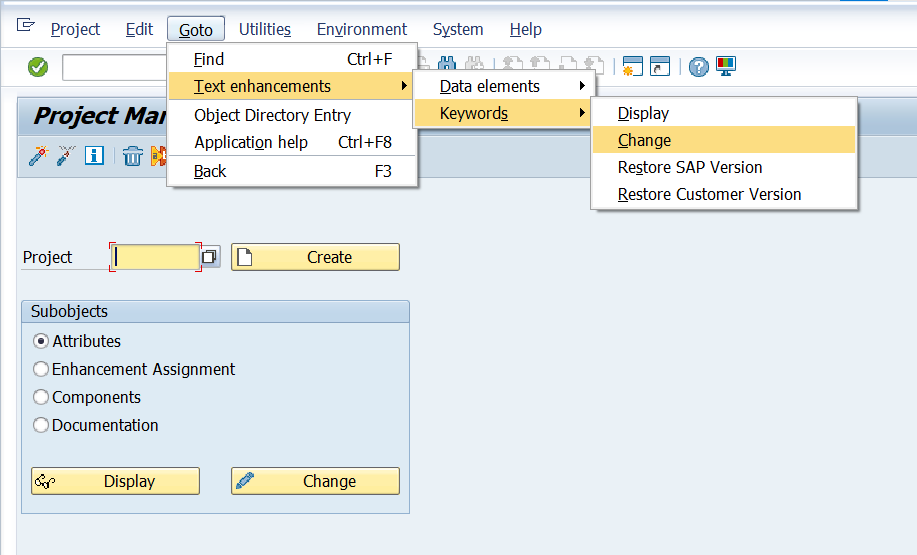 Project Edit Goto Utilities Environment System Help
Find Ctrl+F
Text enhancements
Data elements
Object Directory Entry
Keywords
Display
Project Mar
Application help Ctrl+F8
Change
Back F3
Restore SAP Version
Restore Customer Version
Project
Create
Subobjects
Attributes
Enhancement Assignment
Components
Documentation
Display
Change